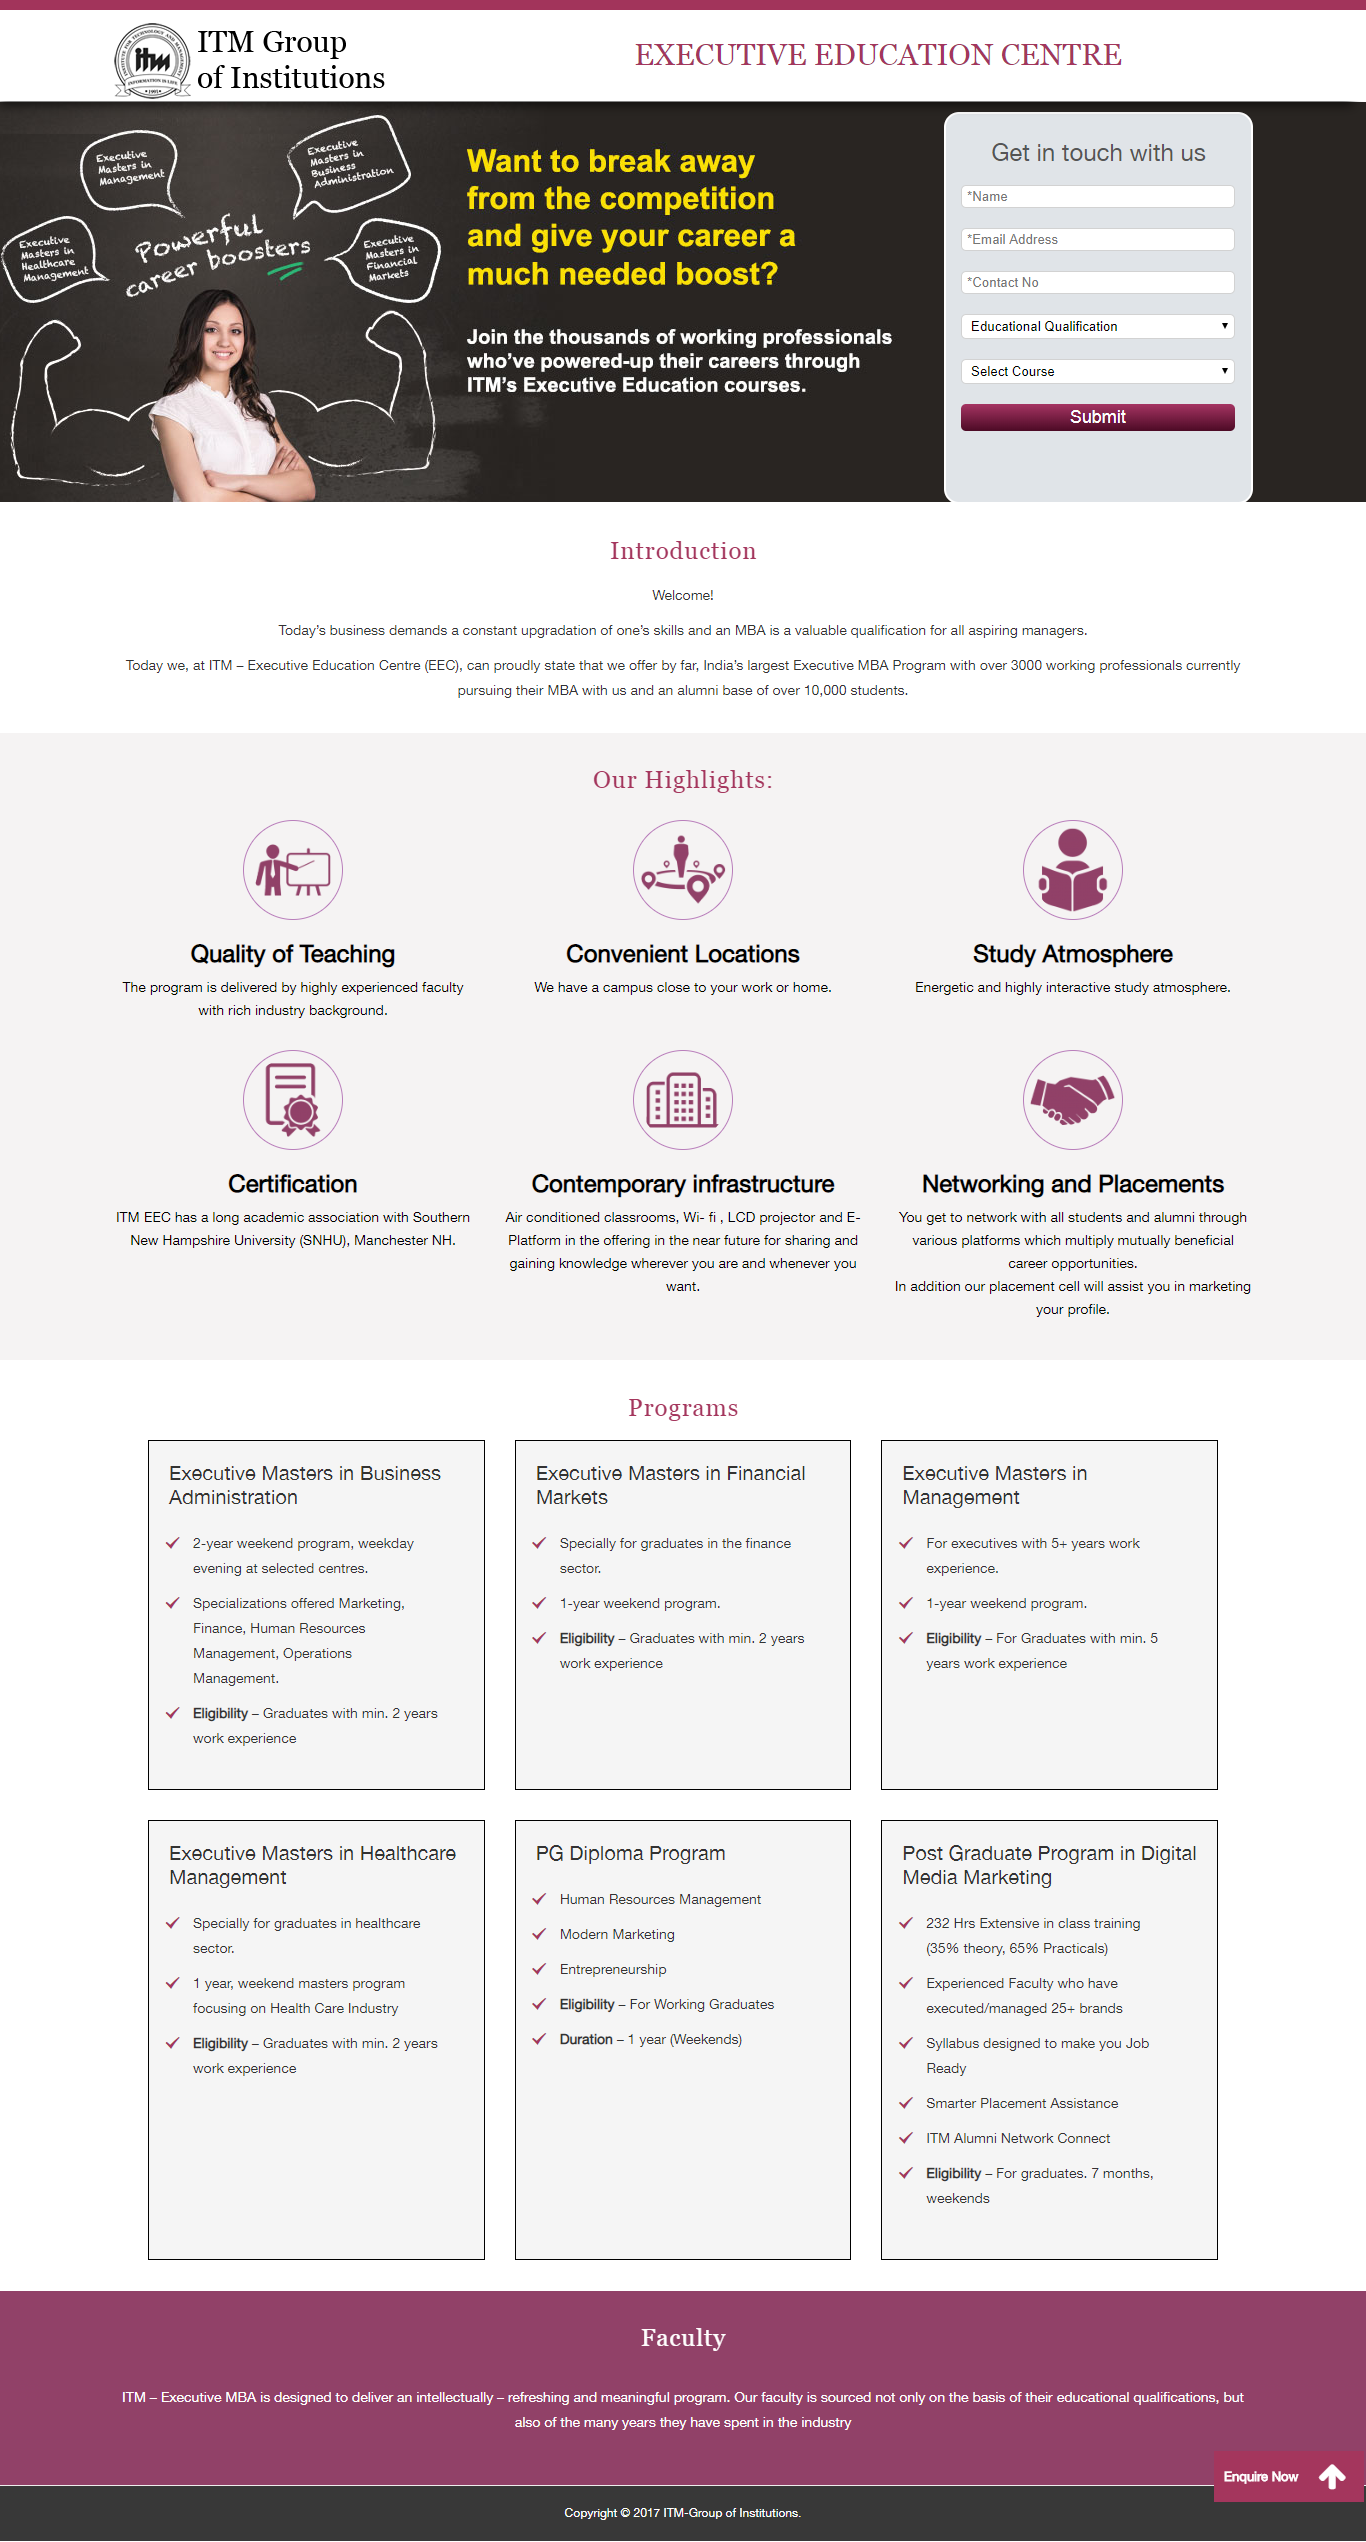 ITM Group
of Institutions
EXECUTIVE EDUCATION CENTRE
itm
INFORMATION IS LIFE
Executive
Masters in
Management
Executive
Masters in
Business
Administration
Executive
Masters in
Healthcare
Management
Powerful
career boosters
Executive
Masters in
Financial
Markets
Want to break away
from the competition
and give your career a
much needed boost?
Join the thousands of working professionals
who’ve powered-up their careers through
ITM’s Executive Education courses.
Get in touch with us
*Name
*Email Address
*Contact No
Educational Qualification
Select Course
Submit
Introduction
Welcome!
Today’s business demands a constant upgradation of one’s skills and an MBA is a valuable qualification for all aspiring managers.
Today we, at ITM – Executive Education Centre (EEC), can proudly state that we offer by far, India’s largest Executive MBA Program with over 3000 working professionals currently
pursuing their MBA with us and an alumni base of over 10,000 students.
Our Highlights:
Quality of Teaching
The program is delivered by highly experienced faculty
with rich industry background.
Convenient Locations
We have a campus close to your work or home.
Study Atmosphere
Energetic and highly interactive study atmosphere.
Certification
ITM EEC has a long academic association with Southern
New Hampshire University (SNHU), Manchester NH.
Contemporary infrastructure
Air conditioned classrooms, Wi- fi , LCD projector and E-
Platform in the offering in the near future for sharing and
gaining knowledge wherever you are and whenever you
want.
Networking and Placements
You get to network with all students and alumni through
various platforms which multiply mutually beneficial
career opportunities.
In addition our placement cell will assist you in marketing
your profile.
Programs
Executive Masters in Business
Administration
2-year weekend program, weekday
evening at selected centres.
Specializations offered Marketing,
Finance, Human Resources
Management, Operations
Management.
Eligibility – Graduates with min. 2 years
work experience
Executive Masters in Financial
Markets
Specially for graduates in the finance
sector.
1-year weekend program.
Eligibility – Graduates with min. 2 years
work experience
Executive Masters in
Management
For executives with 5+ years work
experience.
1-year weekend program.
Eligibility – For Graduates with min. 5
years work experience
Executive Masters in Healthcare
Management
Specially for graduates in healthcare
sector.
1 year, weekend masters program
focusing on Health Care Industry
Eligibility – Graduates with min. 2 years
work experience
PG Diploma Program
Human Resources Management
Modern Marketing
Entrepreneurship
Eligibility – For Working Graduates
Duration – 1 year (Weekends)
Post Graduate Program in Digital
Media Marketing
232 Hrs Extensive in class training
(35% theory, 65% Practicals)
Experienced Faculty who have
executed/managed 25+ brands
Syllabus designed to make you Job
Ready
Smarter Placement Assistance
ITM Alumni Network Connect
Eligibility – For graduates. 7 months,
weekends
Faculty
ITM – Executive MBA is designed to deliver an intellectually – refreshing and meaningful program. Our faculty is sourced not only on the basis of their educational qualifications, but
also of the many years they have spent in the industry
Enquire Now
Copyright © 2017 ITM-Group of Institutions.